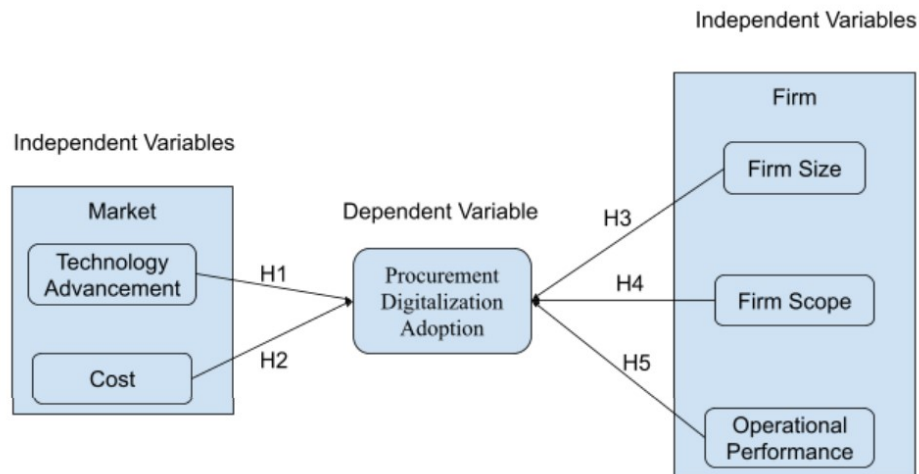 Independent Variables
Firm
Independent Variables
Firm Size
Market
Dependent Variable
H3
Technology
Advancement
H1
Procurement
Digitalization
Adoption
H4
Firm Scope
H2
Cost
H5
Operational
Performance